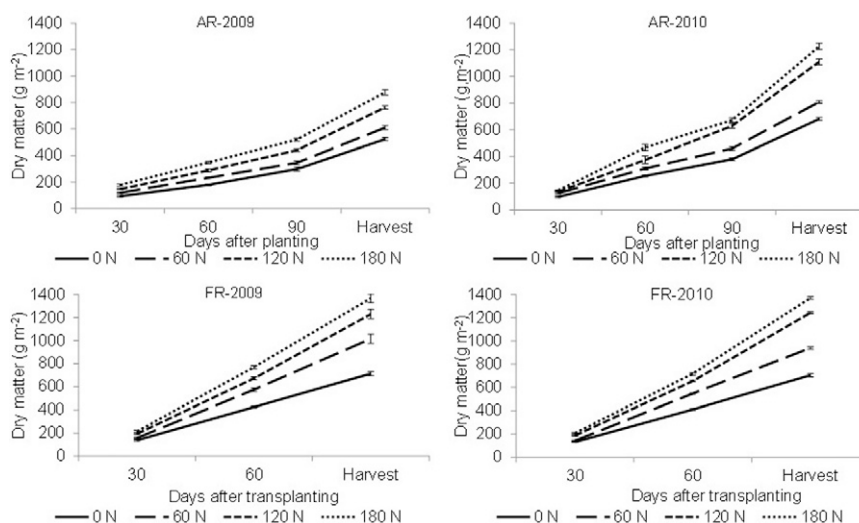 AR-2009
Dry matter (g m-2)
1400
1200
1000
800
600
400
200
0
30 60 90 Harvest
Days after planting
0 N 60 N 120 N 180 N
AR-2010
Dry matter (g m-2)
1400
1200
1000
800
600
400
200
0
30 60 90 Harvest
Days after planting
0 N 60 N 120 N 180 N
FR-2009
Dry matter (g m-2)
1400
1200
1000
800
600
400
200
0
30 60 Harvest
Days after transplanting
0 N 60 N 120 N 180 N
FR-2010
Dry matter (g m-2)
1400
1200
1000
800
600
400
200
0
30 60 Harvest
Days after transplanting
0 N 60 N 120 N 180 N